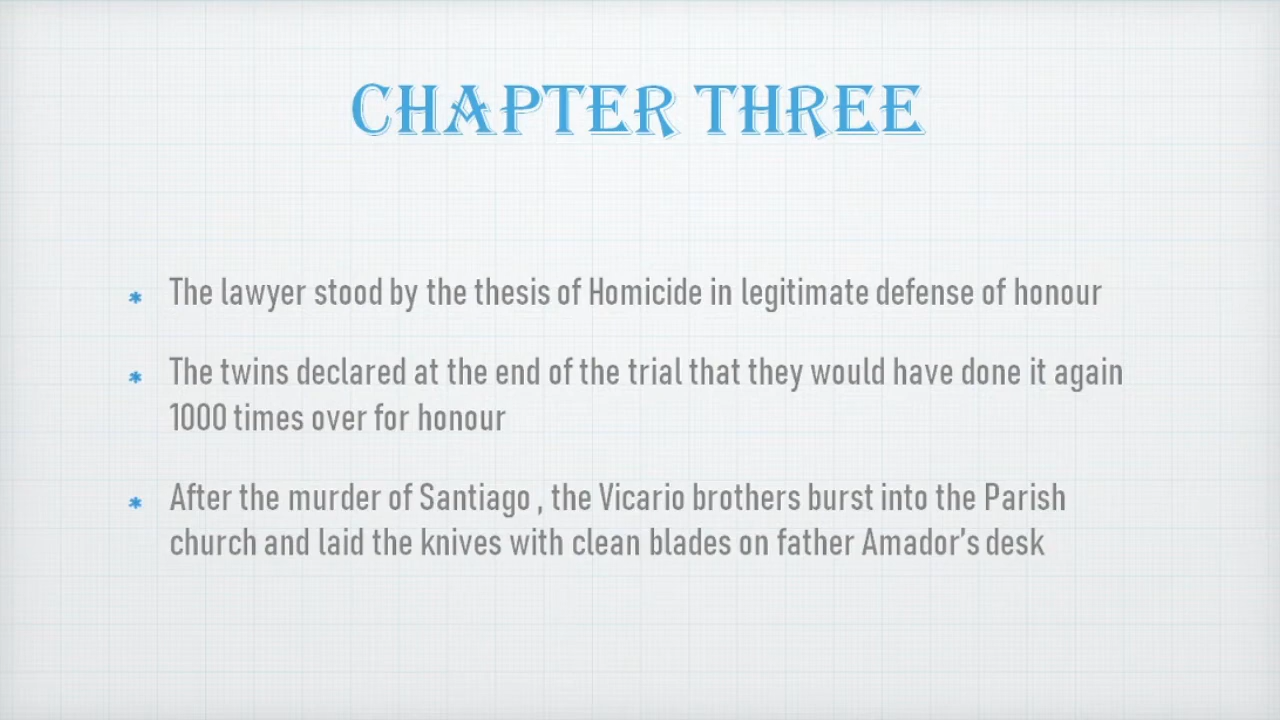 CHAPTER THREE
* The lawyer stood by the thesis of Homicide in legitimate defense of honour
* The twins declared at the end of the trial that they would have done it again
1000 times over for honour
* After the murder of Santiago , the Vicario brothers burst into the Parish
church and laid the knives with clean blades on father Amador's desk